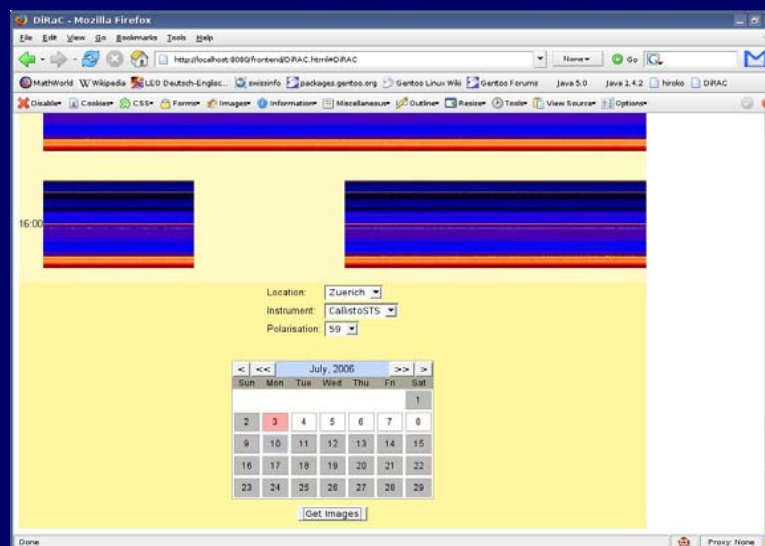 DiRaC - Mozilla Firefox
File Edit View Go Bookmarks Tools Help
http://localhost:8080/frontend/DiRAC.html#DiRAC None Go
MathWorld Wikipedia LEO Deutsch-Englisc... swissinfo packages.gentoo.org Gentoo Linux Wiki Gentoo Forums Java 5.0 Java 1.4.2 hiroko DiRAC
Disable Cookies CSS Forms Images Information Miscellaneous Outline Resize Tools View Source Options
16:00
Location: Zuerich
Instrument: CallistoSTS
Polarisation: 59
< << July, 2006 >> >
Sun Mon Tue Wed Thu Fri Sat
1
2 3 4 5 6 7 8
9 10 11 12 13 14 15
16 17 18 19 20 21 22
23 24 25 26 27 28 29
Get Images
Done Proxy: None